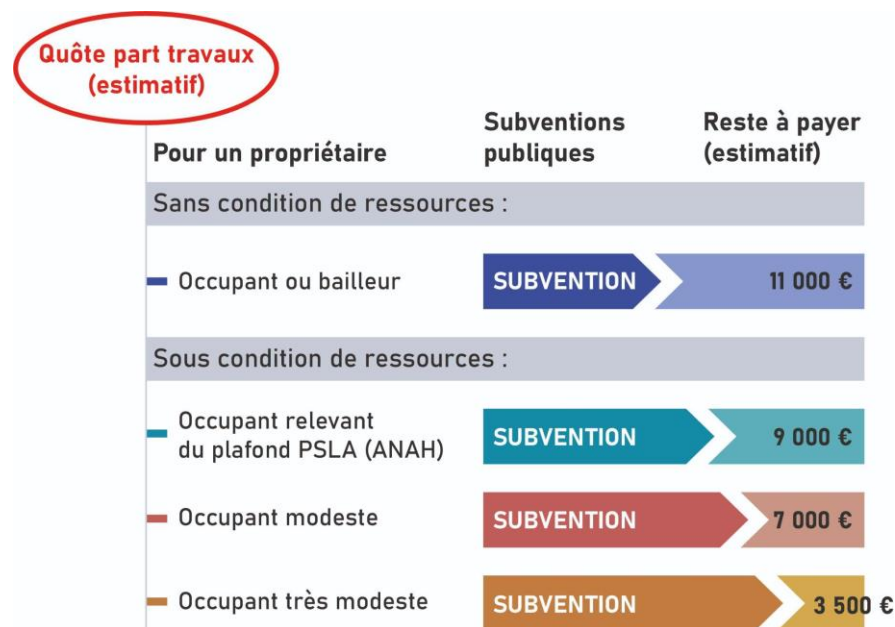 Quôte part travaux
(estimatif)
Pour un propriétaire
Subventions
publiques
Reste à payer
(estimatif)
Sans condition de ressources :
Occupant ou bailleur
SUBVENTION
11 000 €
Sous condition de ressources :
Occupant relevant
du plafond PSLA (ANAH)
SUBVENTION
9 000 €
Occupant modeste
SUBVENTION
7 000 €
Occupant très modeste
SUBVENTION
3 500 €